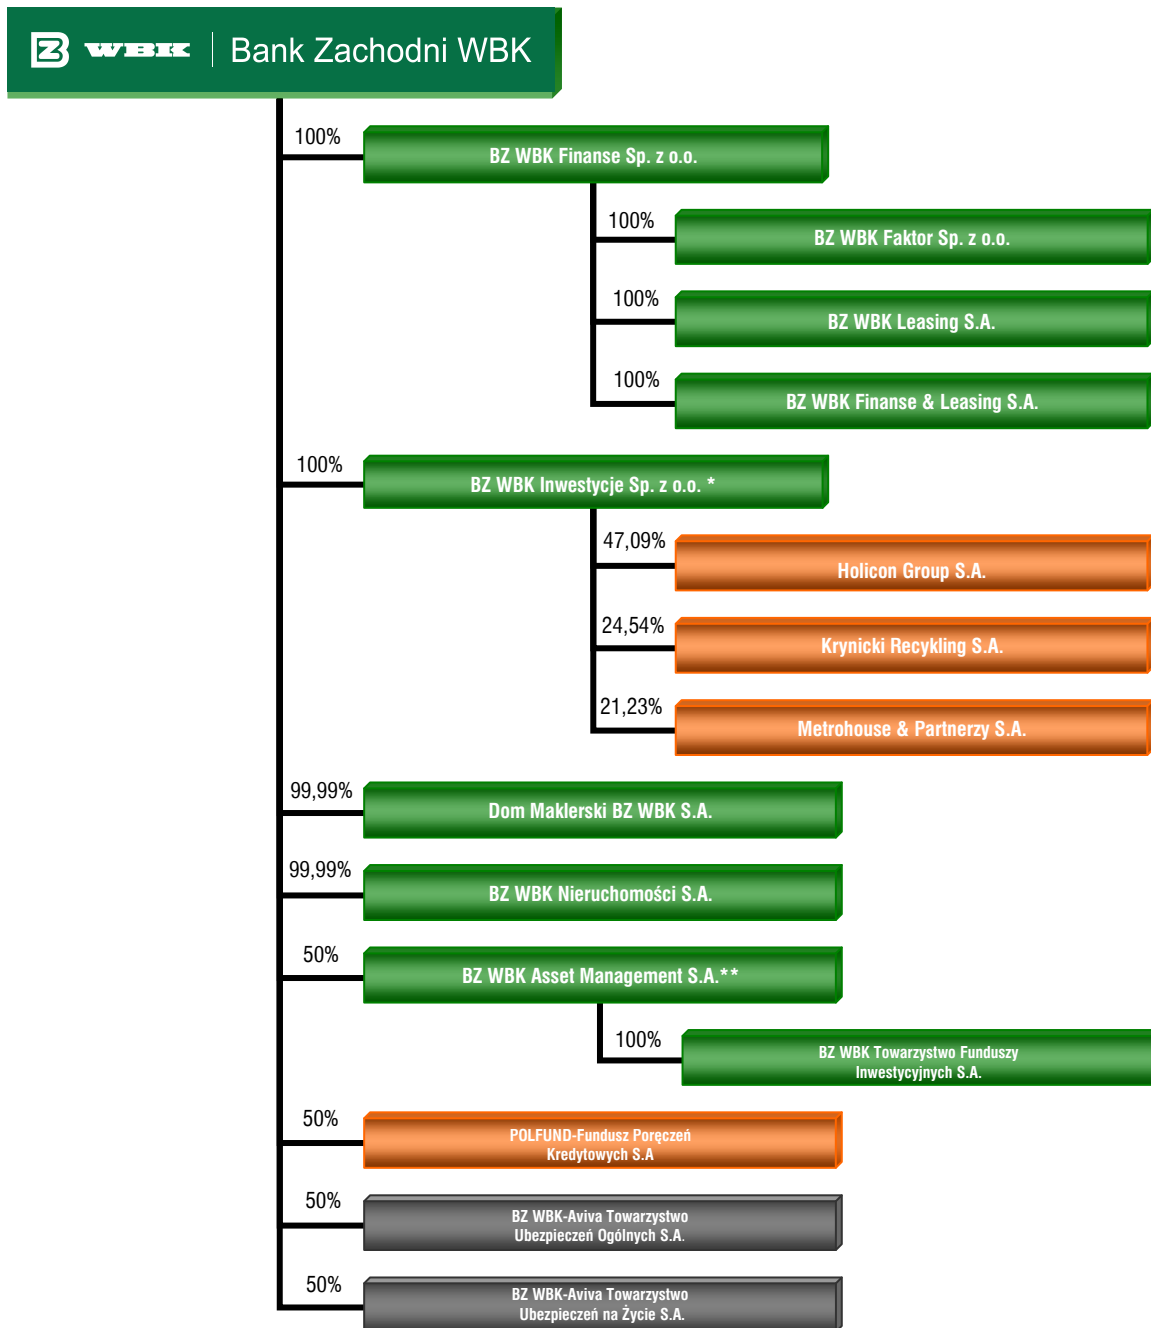 BZ WBK | Bank Zachodni WBK
100%
BZ WBK Finanse Sp. z o.o.
100%
BZ WBK Faktor Sp. z o.o.
100%
BZ WBK Leasing S.A.
100%
BZ WBK Finanse & Leasing S.A.
100%
BZ WBK Inwestycje Sp. z o.o. *
47,09%
Holicon Group S.A.
24,54%
Krynicki Recykling S.A.
21,23%
Metrohouse & Partnerzy S.A.
99,99%
Dom Maklerski BZ WBK S.A.
99,99%
BZ WBK Nieruchomości S.A.
50%
BZ WBK Asset Management S.A.**
100%
BZ WBK Towarzystwo Funduszy
Inwestycyjnych S.A.
50%
POLFUND-Fundusz Poręczeń
Kredytowych S.A
50%
BZ WBK-Aviva Towarzystwo
Ubezpieczeń Ogólnych S.A.
50%
BZ WBK-Aviva Towarzystwo
Ubezpieczeń na Życie S.A.